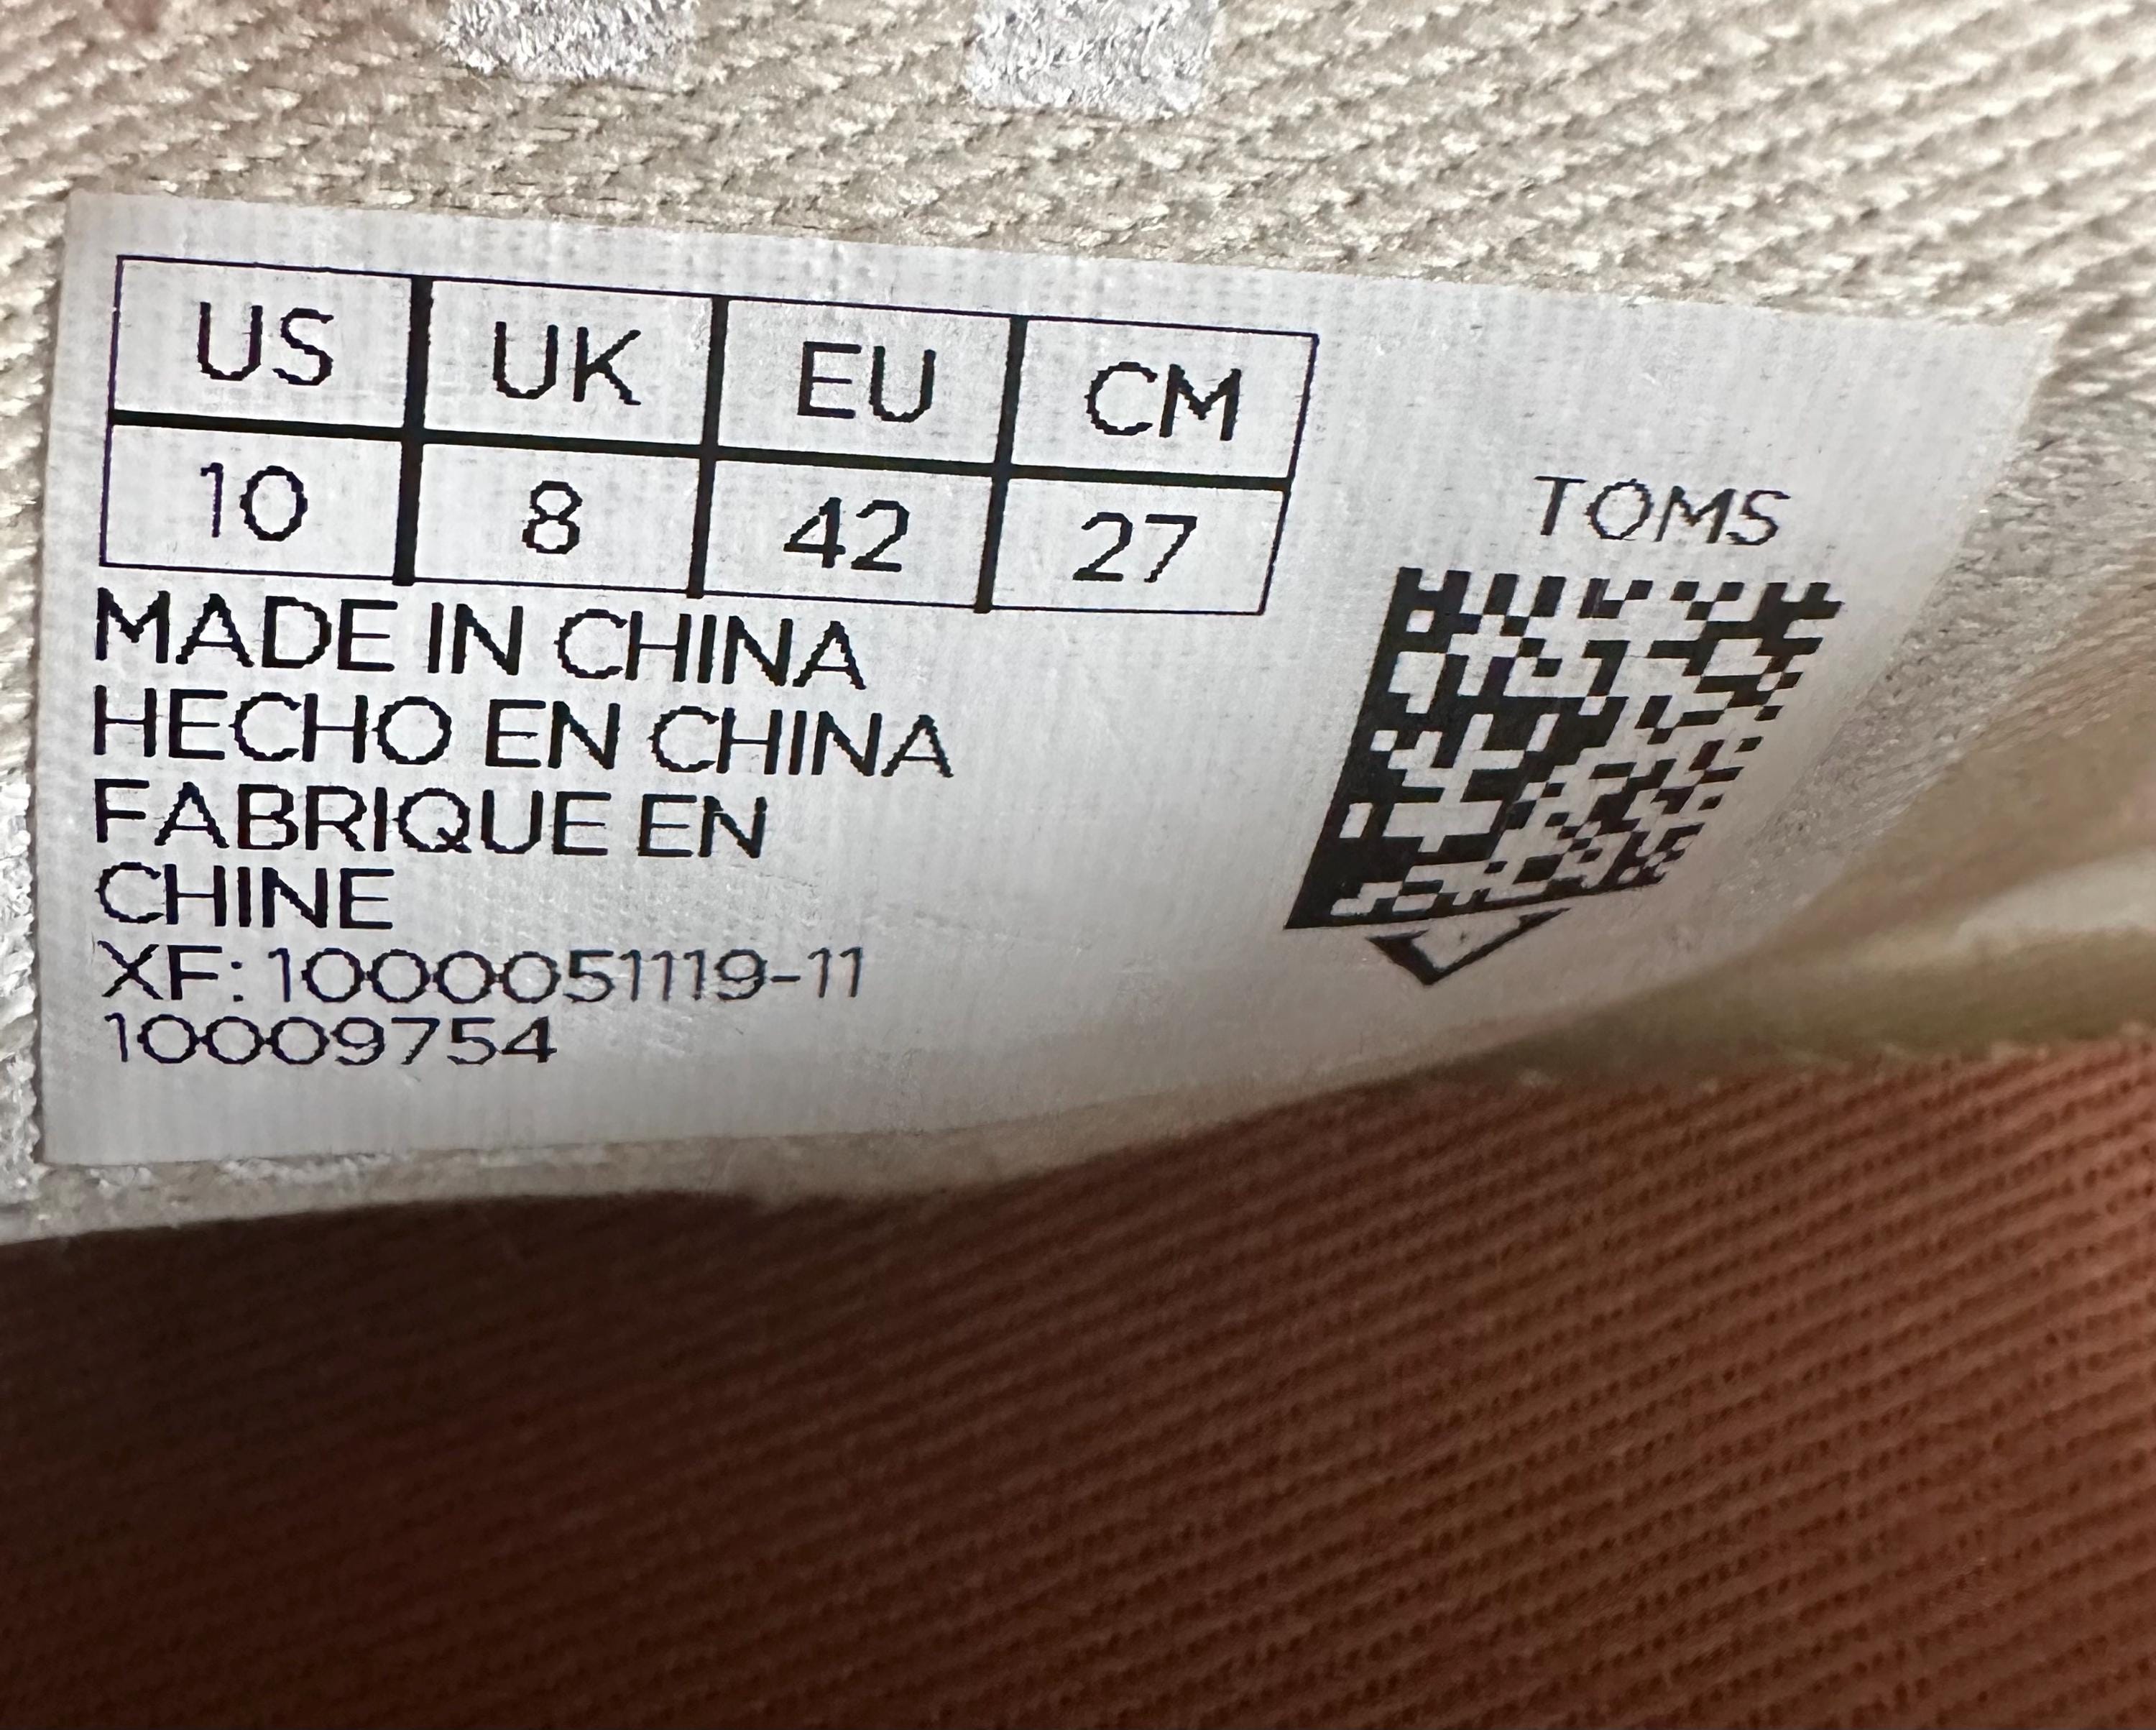 US UK EU CM
10 8 42 27
TOMS
MADE IN CHINA
HECHO EN CHINA
FABRIQUE EN
CHINE
XF: 1000051119-11
10009754